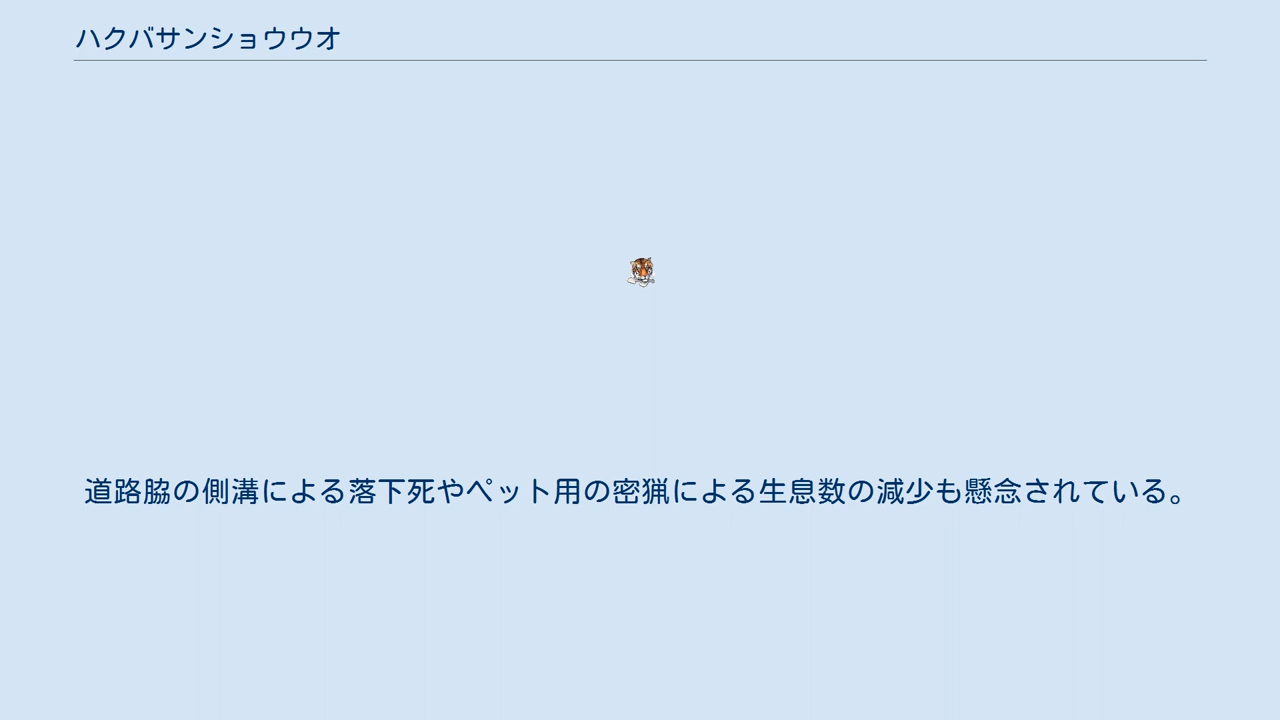 ハクバサンショウウオ
道路脇の側溝による落下死やペット用の密猟による生息数の減少も懸念されている。